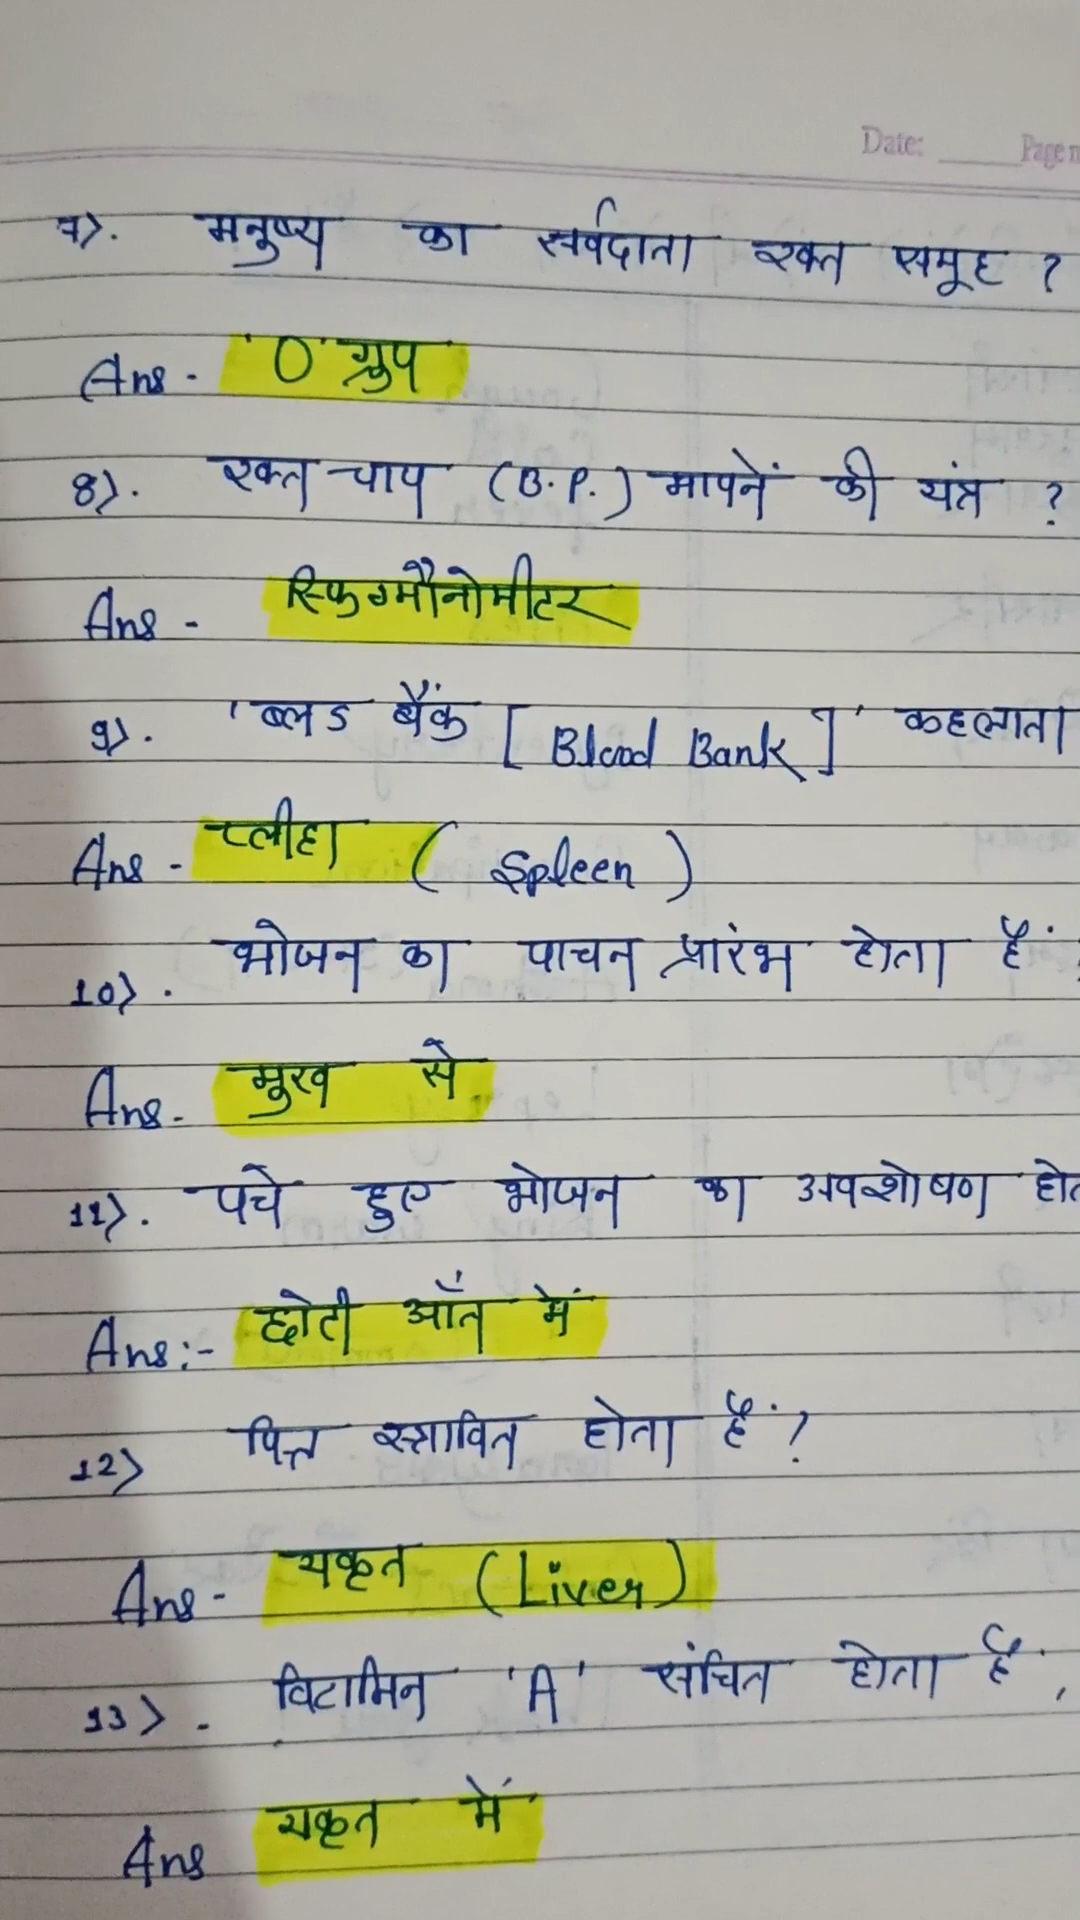 Date: ____ Page n
7). मनुष्य का सर्वदाता रक्त समूह ?
Ans - 'O' ग्रुप
8). रक्त चाप (B.P.) मापनें की यंत्र ?
Ans - स्फिग्मौनोमीटर
9). 'ब्लड बैंक [Blood Bank]' कहलाता
Ans - प्लीहा (Spleen)
10). भोजन का पाचन प्रारंभ होता हैं
Ans - मुख से
11). पचे हुए भोजन का अवशोषण होत
Ans:- छोटी आँत में
12) पित्त स्त्रावित होता हैं ?
Ans - यकृत (Liver)
13). विटामिन 'A' संचित होता है
Ans यकृत में